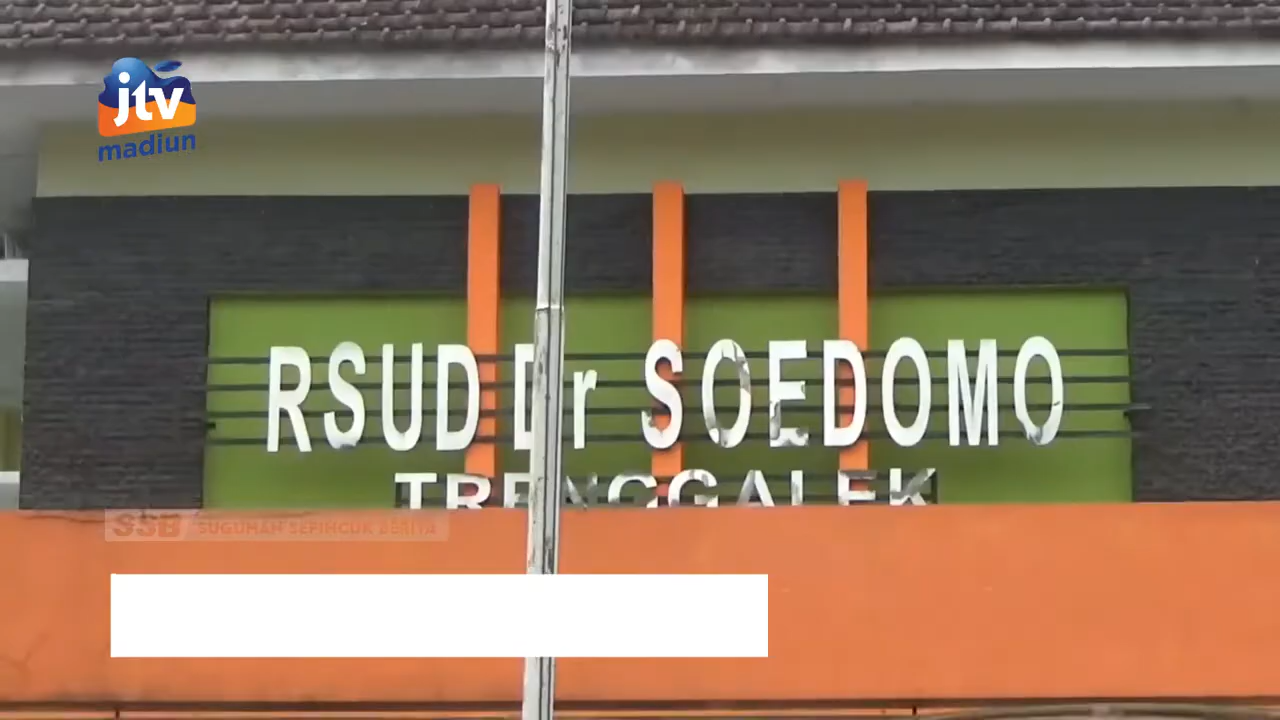 jtv
madiun
RSUD Dr SOEDOMO
TRENGGALEK
SSB SUGUHAN SEPINCUK BERITA